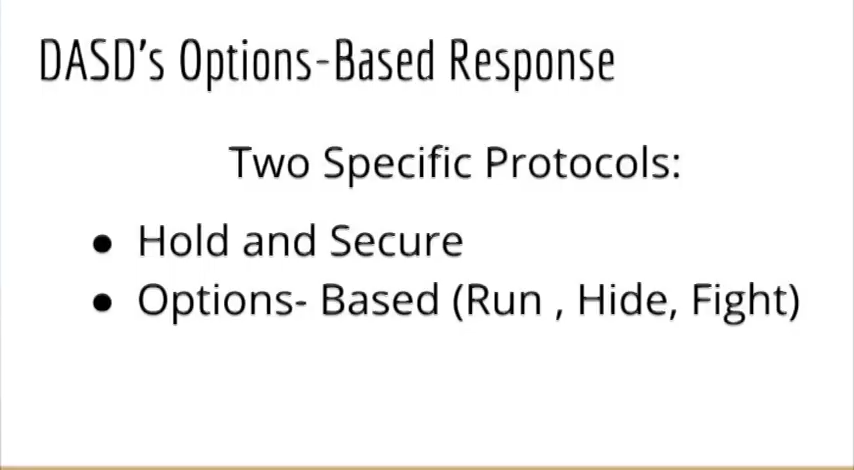 DASD's Options-Based Response
Two Specific Protocols:
● Hold and Secure
● Options- Based (Run , Hide, Fight)